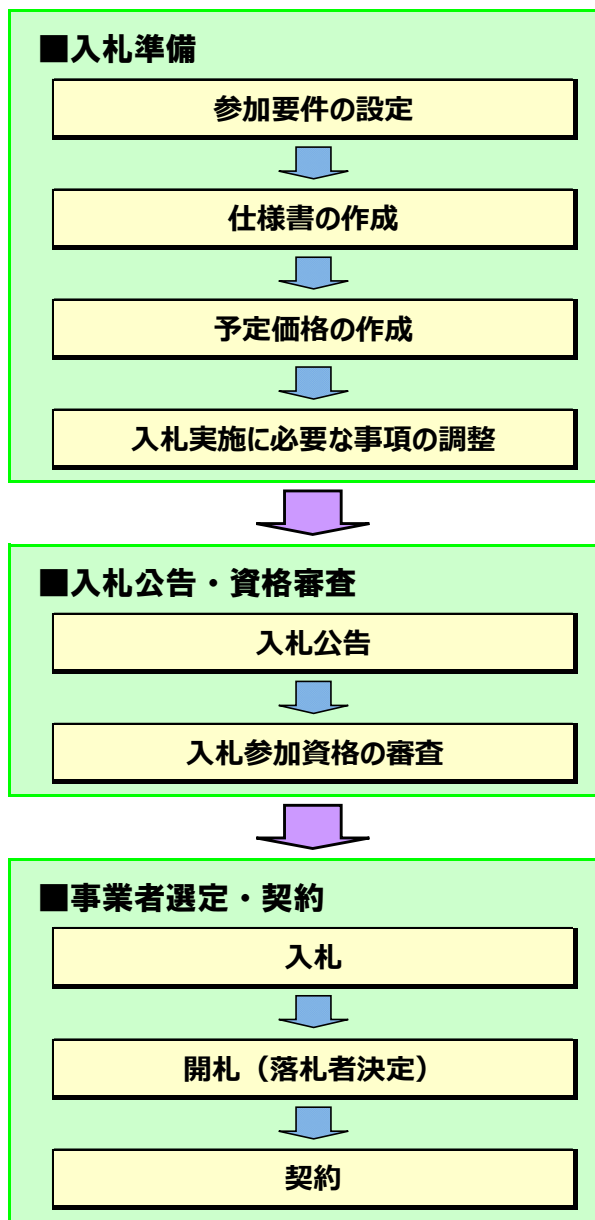 ■入札準備
参加要件の設定
仕様書の作成
予定価格の作成
入札実施に必要な事項の調整
■入札公告・資格審査
入札公告
入札参加資格の審査
■事業者選定・契約
入札
開札（落札者決定）
契約